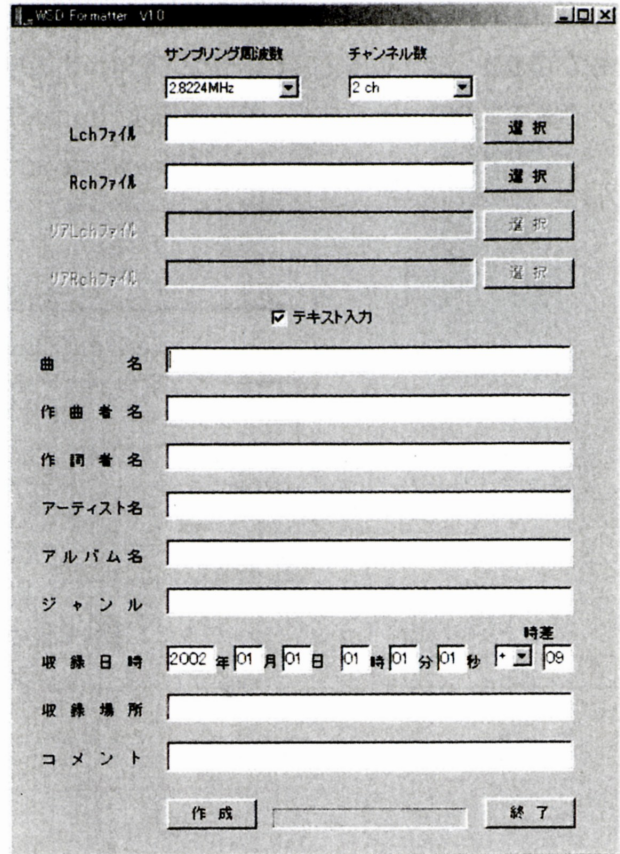 WSD Formatter V1.0
サンプリング周波数 チャンネル数
2.8224MHz 2 ch
Lchファイル 選択
Rchファイル 選択
リアLchファイル 選択
リアRchファイル 選択
テキスト入力
曲名
作曲者名
作詞者名
アーティスト名
アルバム名
ジャンル
時差
収録日時 2002 年 01 月 01 日 01 時 01 分 01 秒 + 09
収録場所
コメント
作成 終了